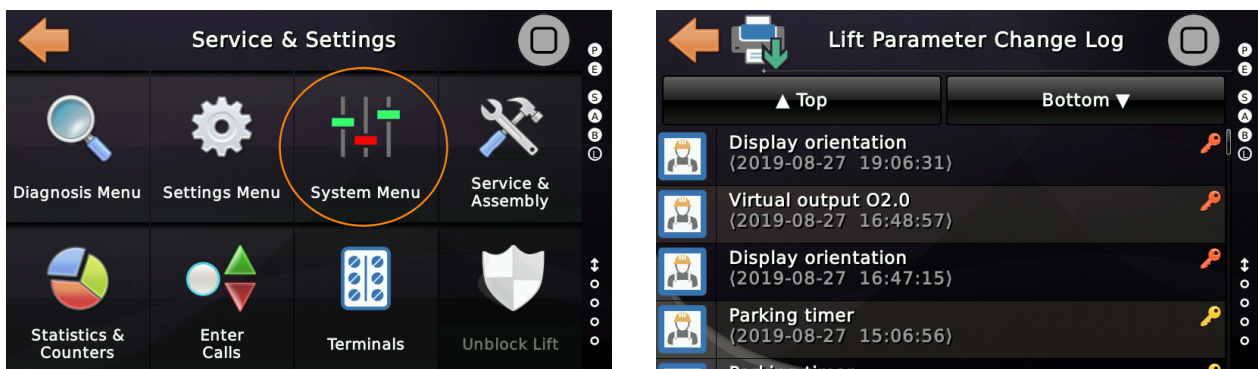 Service & Settings
P
E
S
A
B
L
Diagnosis Menu
Settings Menu
System Menu
Service &
Assembly
Statistics &
Counters
Enter
Calls
Terminals
Unblock Lift
Lift Parameter Change Log
P
E
S
A
B
L
▲ Top
Bottom ▼
Display orientation
(2019-08-27 19:06:31)
Virtual output O2.0
(2019-08-27 16:48:57)
Display orientation
(2019-08-27 16:47:15)
Parking timer
(2019-08-27 15:06:56)